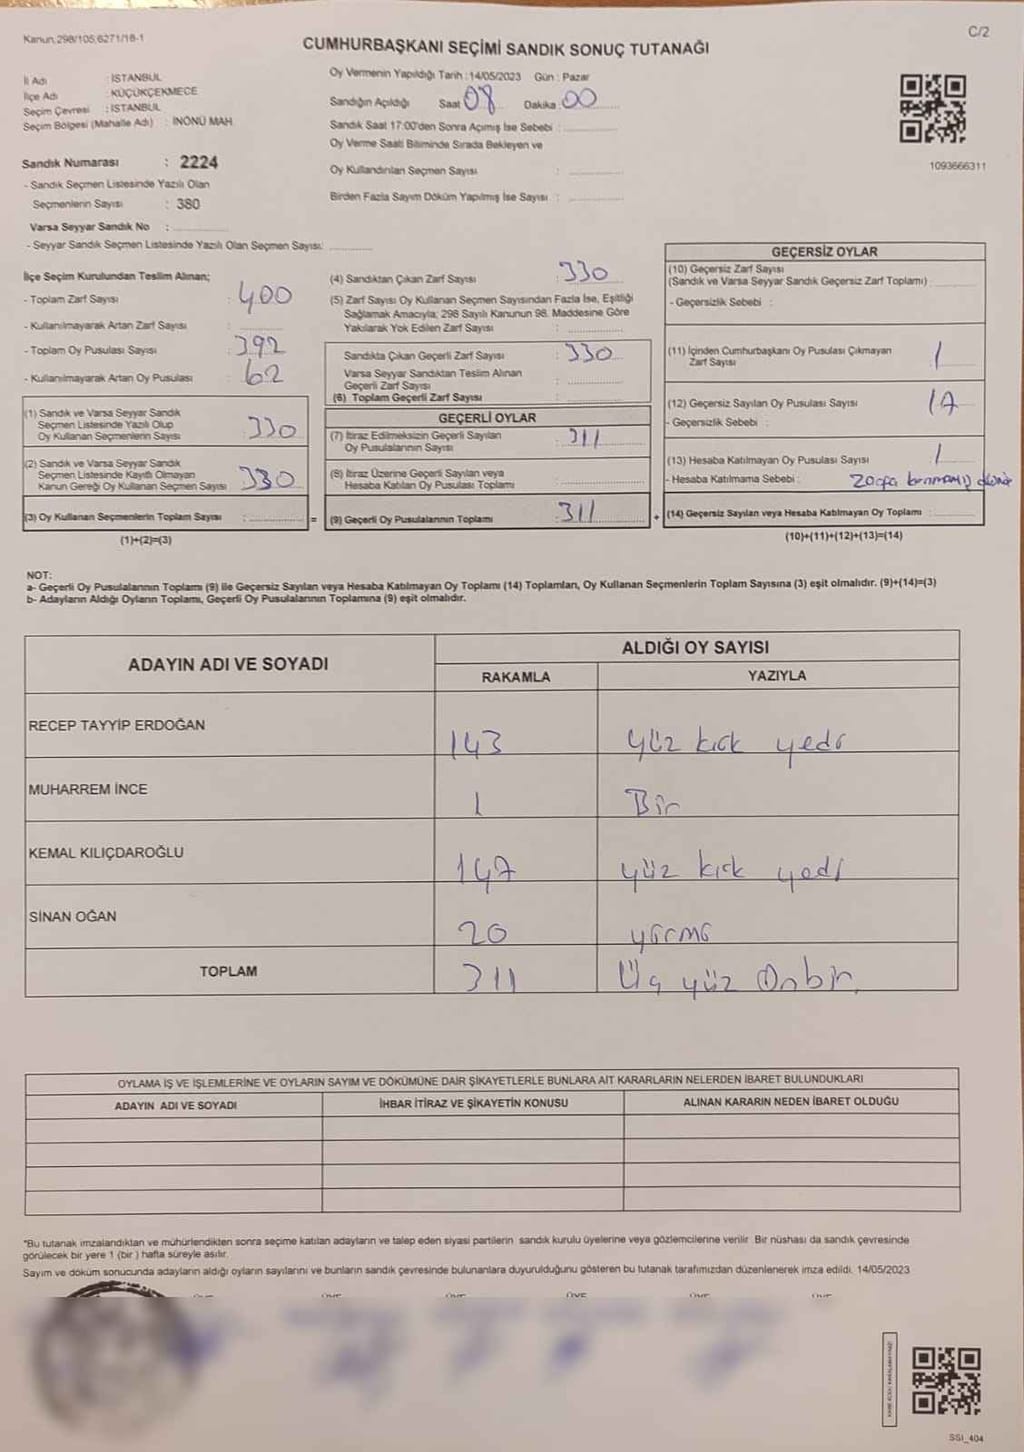 Kanun,298/105,6271/18-1
C/2
CUMHURBAŞKANI SEÇİMİ SANDIK SONUÇ TUTANAĞI
İl Adı : İSTANBUL
İlçe Adı : KÜÇÜKÇEKMECE
Seçim Çevresi : İSTANBUL
Seçim Bölgesi (Mahalle Adı) : İNÖNÜ MAH.
Sandık Numarası : 2224
- Sandık Seçmen Listesinde Yazılı Olan
Seçmenlerin Sayısı : 380
Varsa Seyyar Sandık No :
- Seyyar Sandık Seçmen Listesinde Yazılı Olan Seçmen Sayısı:
Oy Vermenin Yapıldığı Tarih : 14/05/2023 Gün : Pazar
Sandığın Açıldığı Saat 08 Dakika 00
Sandık Saat 17:00'den Sonra Açımış İse Sebebi :
Oy Verme Saati Bitiminde Sırada Bekleyen ve
Oy Kullandırılan Seçmen Sayısı :
Birden Fazla Sayım Döküm Yapılmış İse Sayısı :
1093666311
İlçe Seçim Kurulundan Teslim Alınan;
- Toplam Zarf Sayısı : 400
- Kullanılmayarak Artan Zarf Sayısı :
- Toplam Oy Pusulası Sayısı : 392
- Kullanılmayarak Artan Oy Pusulası : 62
(1) Sandık ve Varsa Seyyar Sandık
Seçmen Listesinde Yazılı Olup
Oy Kullanan Seçmenlerin Sayısı 330
(2) Sandık ve Varsa Seyyar Sandık
Seçmen Listesinde Kayıtlı Olmayan
Kanun Gereği Oy Kullanan Seçmen Sayısı 330
(3) Oy Kullanan Seçmenlerin Toplam Sayısı : =
(1)+(2)=(3)
(4) Sandıktan Çıkan Zarf Sayısı : 330
(5) Zarf Sayısı Oy Kullanan Seçmen Sayısından Fazla İse, Eşitliği
Sağlamak Amacıyla; 298 Sayılı Kanunun 98. Maddesine Göre
Yakılarak Yok Edilen Zarf Sayısı :
Sandıkta Çıkan Geçerli Zarf Sayısı : 330
Varsa Seyyar Sandıktan Teslim Alınan
Geçerli Zarf Sayısı :
(6) Toplam Geçerli Zarf Sayısı :
GEÇERLİ OYLAR
(7) İtiraz Edilmeksizin Geçerli Sayılan
Oy Pusulalarının Sayısı : 311
(8) İtiraz Üzerine Geçerli Sayılan veya
Hesaba Katılan Oy Pusulası Toplamı :
(9) Geçerli Oy Pusulalarının Toplamı : 311 +
GEÇERSİZ OYLAR
(10) Geçersiz Zarf Sayısı
(Sandık ve Varsa Seyyar Sandık Geçersiz Zarf Toplamı) :
- Geçersizlik Sebebi :
(11) İçinden Cumhurbaşkanı Oy Pusulası Çıkmayan
Zarf Sayısı : 1
(12) Geçersiz Sayılan Oy Pusulası Sayısı : 17
- Geçersizlik Sebebi :
(13) Hesaba Katılmayan Oy Pusulası Sayısı : 1
- Hesaba Katılmama Sebebi :
(14) Geçersiz Sayılan veya Hesaba Katılmayan Oy Toplamı :
(10)+(11)+(12)+(13)=(14)
NOT:
a- Geçerli Oy Pusulalarının Toplamı (9) ile Geçersiz Sayılan veya Hesaba Katılmayan Oy Toplamı (14) Toplamları, Oy Kullanan Seçmenlerin Toplam Sayısına (3) eşit olmalıdır. (9)+(14)=(3)
b- Adayların Aldığı Oyların Toplamı, Geçerli Oy Pusulalarının Toplamına (9) eşit olmalıdır.
ADAYIN ADI VE SOYADI
ALDIĞI OY SAYISI
RAKAMLA YAZIYLA
RECEP TAYYİP ERDOĞAN 143 yüz kırk yedi
MUHARREM İNCE 1 Bir
KEMAL KILIÇDAROĞLU 147 yüz kırk yedi
SİNAN OĞAN 20 yirmi
TOPLAM 311 Üç yüz Onbir
OYLAMA İŞ VE İŞLEMLERİNE VE OYLARIN SAYIM VE DÖKÜMÜNE DAİR ŞİKAYETLERLE BUNLARA AİT KARARLARIN NELERDEN İBARET BULUNDUKLARI
ADAYIN ADI VE SOYADI İHBAR İTİRAZ VE ŞİKAYETİN KONUSU ALINAN KARARIN NEDEN İBARET OLDUĞU
"Bu tutanak imzalandıktan ve mühürlendikten sonra seçime katılan adayların ve talep eden siyasi partilerin sandık kurulu üyelerine veya gözlemcilerine verilir. Bir nüshası da sandık çevresinde
görülecek bir yere 1 (bir ) hafta süreyle asılır.
Sayım ve döküm sonucunda adayların aldığı oyların sayılarını ve bunların sandık çevresinde bulunanlara duyurulduğunu gösteren bu tutanak tarafımızdan düzenlenerek imza edildi. 14/05/2023
SSI_404